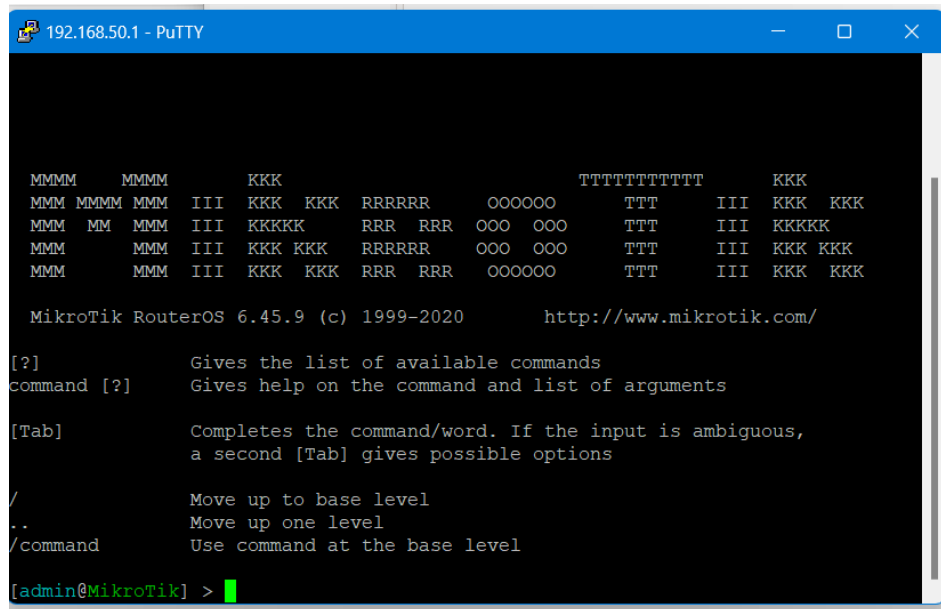 192.168.50.1 - PuTTY
MMMM    MMMM       KKK                          TTTTTTTTTTT      KKK
MMM MMMM MMM  III  KKK  KKK  RRRRRR     OOOOOO      TTT     III  KKK  KKK
MMM  MM  MMM  III  KKKKK     RRR  RRR  OOO  OOO     TTT     III  KKKKK
MMM      MMM  III  KKK KKK   RRRRRR    OOO  OOO     TTT     III  KKK KKK
MMM      MMM  III  KKK  KKK  RRR  RRR   OOOOOO      TTT     III  KKK  KKK
MikroTik RouterOS 6.45.9 (c) 1999-2020       http://www.mikrotik.com/
[?]             Gives the list of available commands
command [?]     Gives help on the command and list of arguments
[Tab]           Completes the command/word. If the input is ambiguous,
a second [Tab] gives possible options
/               Move up to base level
..              Move up one level
/command        Use command at the base level
[admin@MikroTik] >